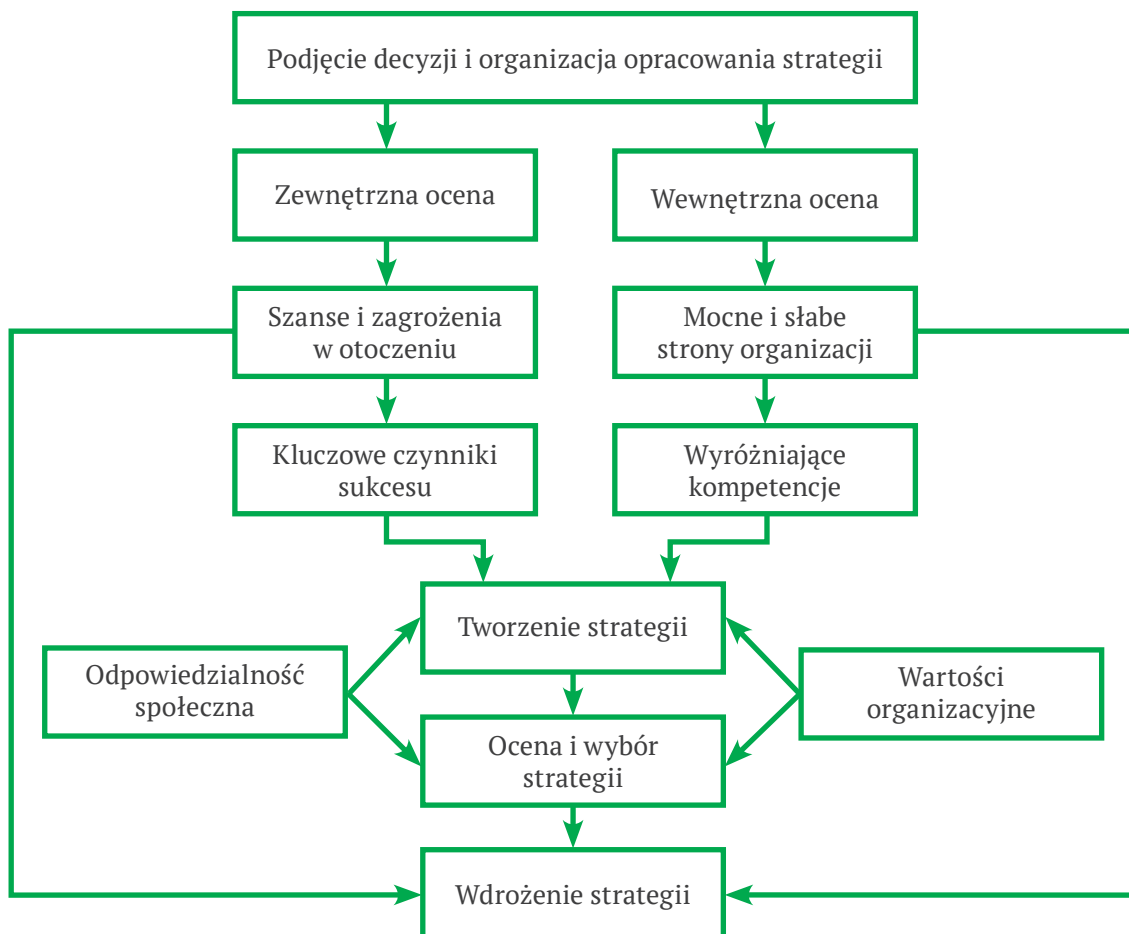 Podjęcie decyzji i organizacja opracowania strategii
Zewnętrzna ocena
Wewnętrzna ocena
Szanse i zagrożenia
w otoczeniu
Mocne i słabe
strony organizacji
Kluczowe czynniki
sukcesu
Wyróżniające
kompetencje
Tworzenie strategii
Odpowiedzialność
społeczna
Wartości
organizacyjne
Ocena i wybór
strategii
Wdrożenie strategii